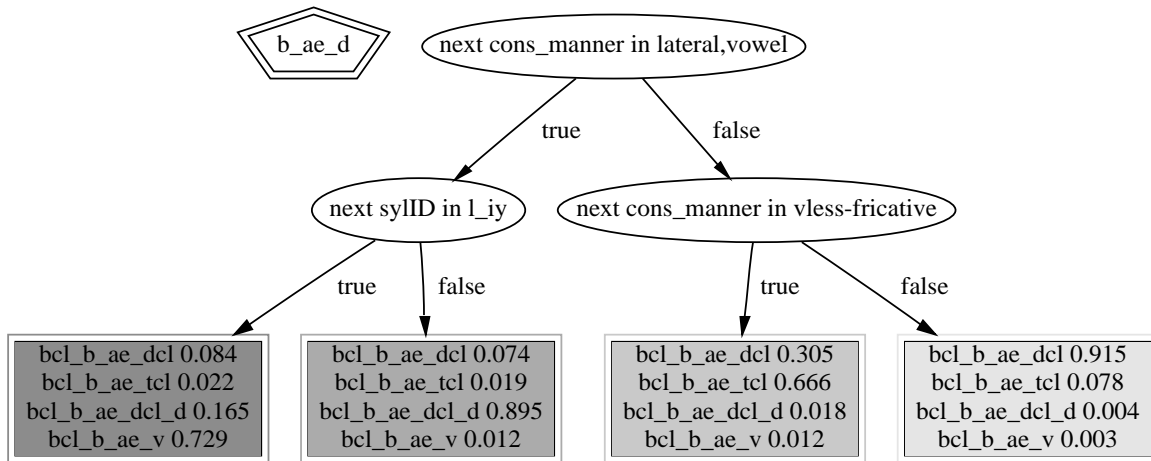 b_ae_d
next cons_manner in lateral,vowel
true
false
next sylID in l_iy
next cons_manner in vless-fricative
true
false
true
false
bcl_b_ae_dcl 0.084
bcl_b_ae_tcl 0.022
bcl_b_ae_dcl_d 0.165
bcl_b_ae_v 0.729
bcl_b_ae_dcl 0.074
bcl_b_ae_tcl 0.019
bcl_b_ae_dcl_d 0.895
bcl_b_ae_v 0.012
bcl_b_ae_dcl 0.305
bcl_b_ae_tcl 0.666
bcl_b_ae_dcl_d 0.018
bcl_b_ae_v 0.012
bcl_b_ae_dcl 0.915
bcl_b_ae_tcl 0.078
bcl_b_ae_dcl_d 0.004
bcl_b_ae_v 0.003